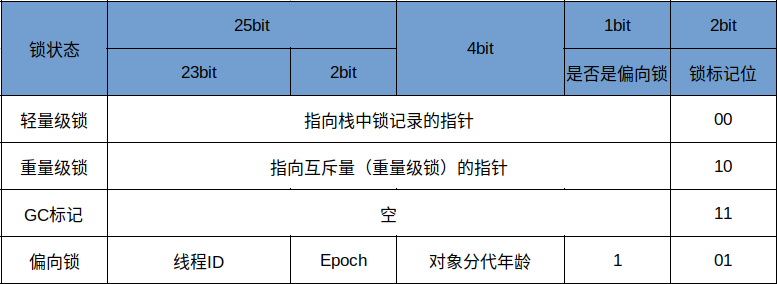 锁状态 25bit 4bit 1bit 2bit
23bit 2bit 是否是偏向锁 锁标记位
轻量级锁 指向栈中锁记录的指针 00
重量级锁 指向互斥量（重量级锁）的指针 10
GC标记 空 11
偏向锁 线程ID Epoch 对象分代年龄 1 01